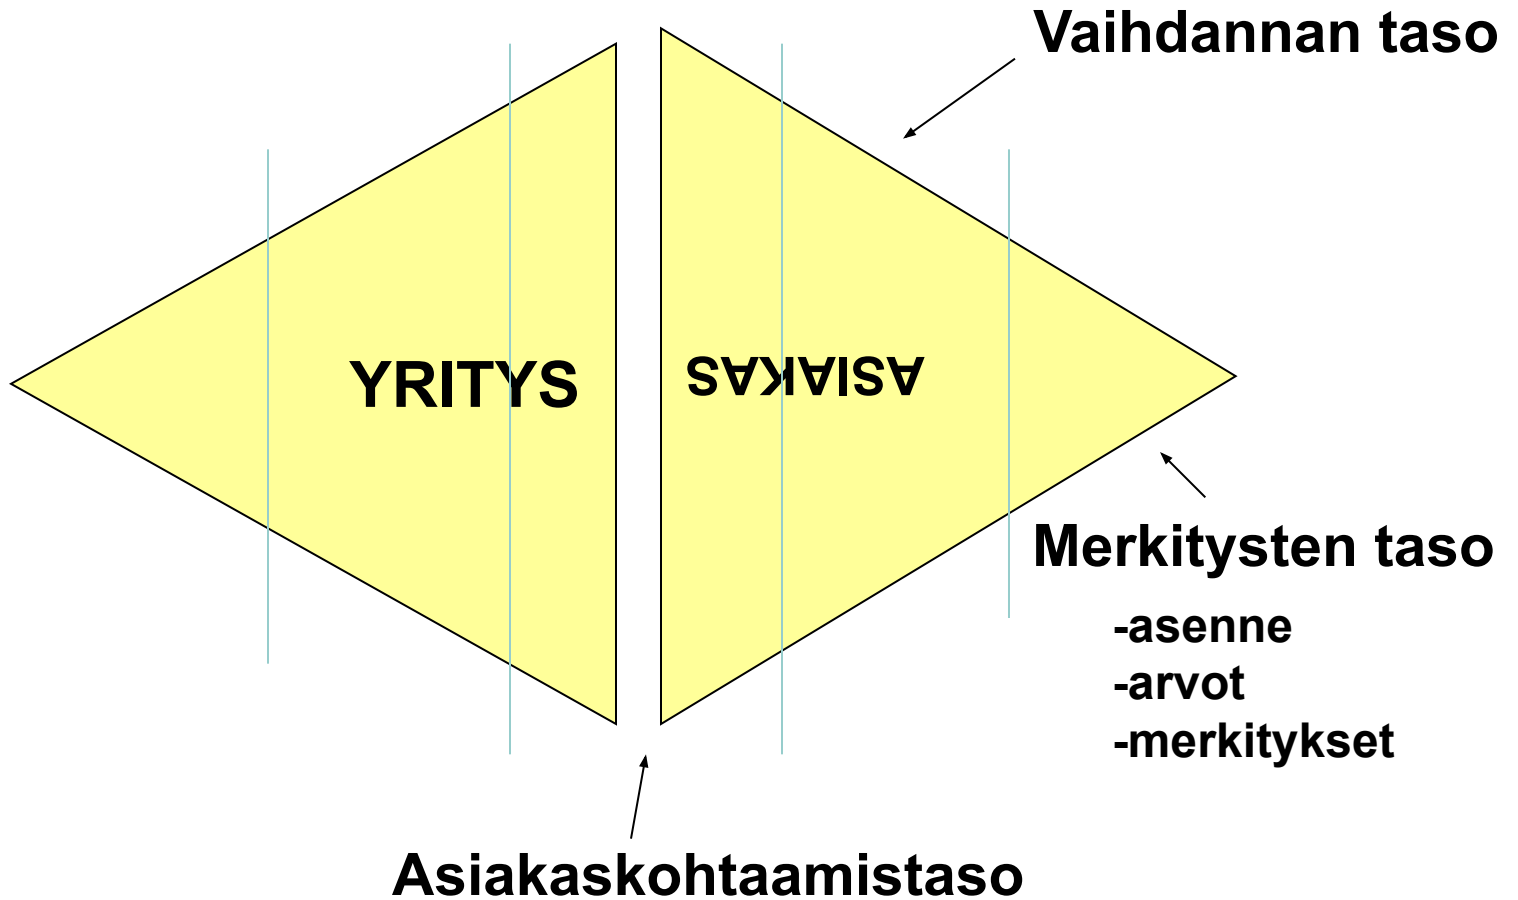 Vaihdannan taso
YRITYS
ASIAKAS
Merkitysten taso
-asenne
-arvot
-merkitykset
Asiakaskohtaamistaso